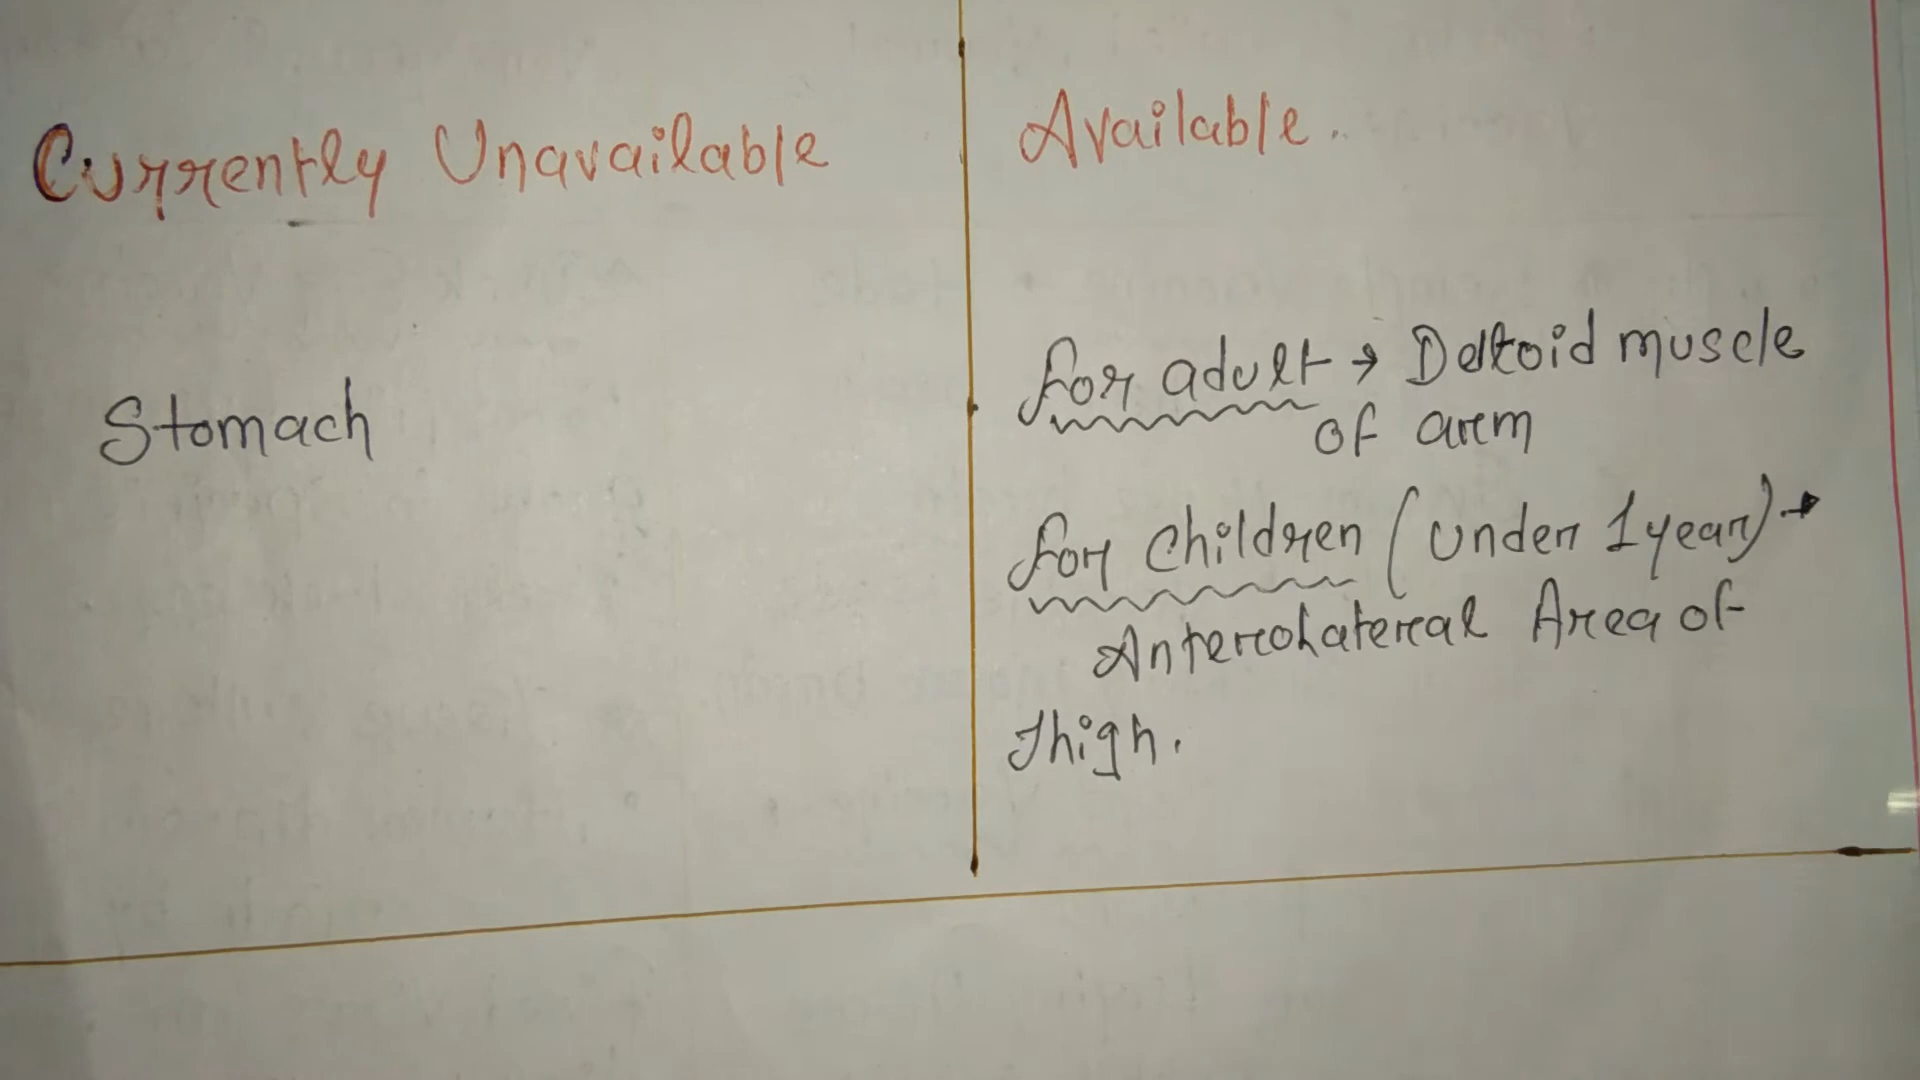 Currently Unavailable
Stomach
Available.
for adult → Deltoid muscle
of arm
for children (under 1 year) →
AnteroLateral Area of
Thigh.